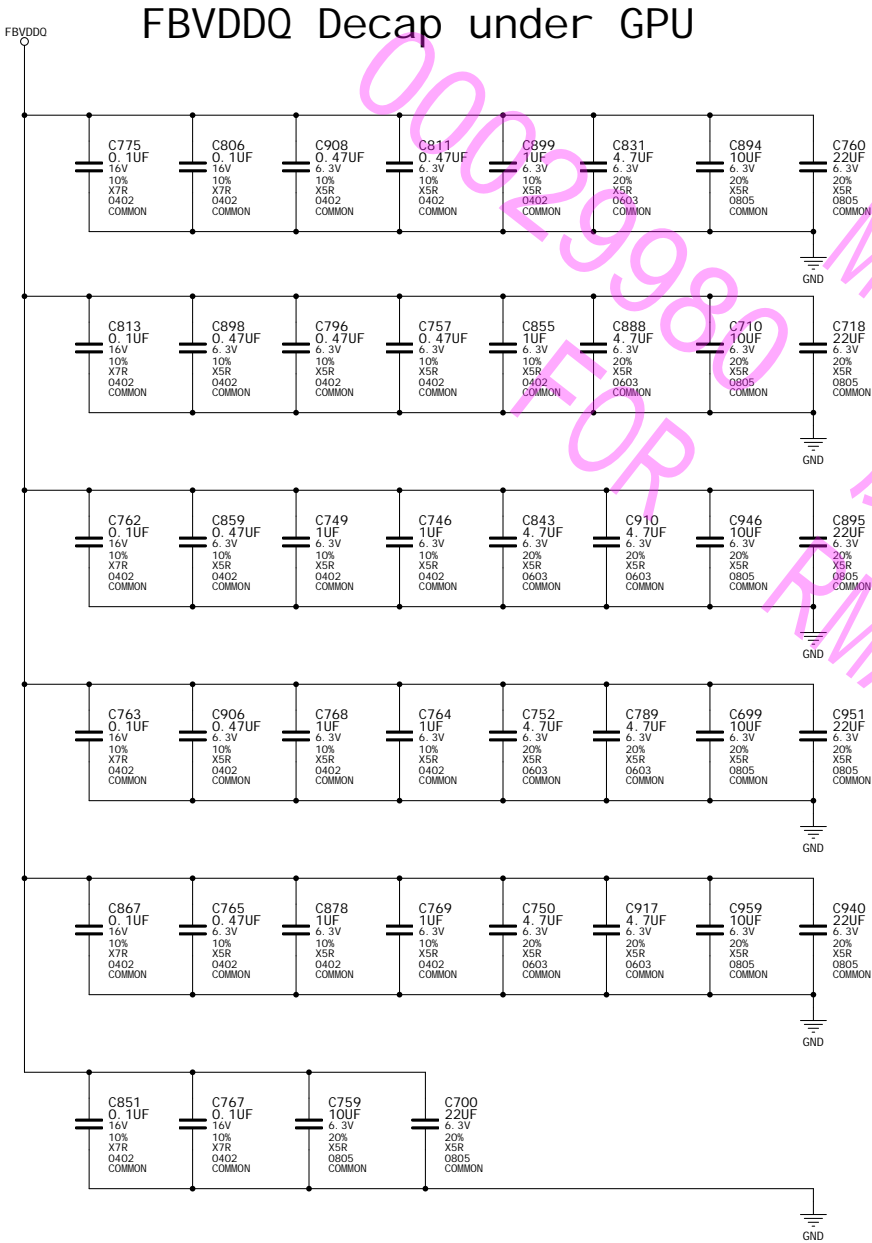 FBVDDQ Decap under GPU
FBVDDQ
C775
0.1UF
16V
10%
X7R
0402
COMMON
C806
0.1UF
16V
10%
X7R
0402
COMMON
C908
0.47UF
6.3V
10%
X5R
0402
COMMON
C811
0.47UF
6.3V
10%
X5R
0402
COMMON
C899
1UF
6.3V
10%
X5R
0402
COMMON
C831
4.7UF
6.3V
20%
X5R
0603
COMMON
C894
10UF
6.3V
20%
X5R
0805
COMMON
C760
22UF
6.3V
20%
X5R
0805
COMMON
GND
C813
0.1UF
16V
10%
X7R
0402
COMMON
C898
0.47UF
6.3V
10%
X5R
0402
COMMON
C796
0.47UF
6.3V
10%
X5R
0402
COMMON
C757
0.47UF
6.3V
10%
X5R
0402
COMMON
C855
1UF
6.3V
10%
X5R
0402
COMMON
C888
4.7UF
6.3V
20%
X5R
0603
COMMON
C710
10UF
6.3V
20%
X5R
0805
COMMON
C718
22UF
6.3V
20%
X5R
0805
COMMON
GND
C762
0.1UF
16V
10%
X7R
0402
COMMON
C859
0.47UF
6.3V
10%
X5R
0402
COMMON
C749
1UF
6.3V
10%
X5R
0402
COMMON
C746
1UF
6.3V
10%
X5R
0402
COMMON
C843
4.7UF
6.3V
20%
X5R
0603
COMMON
C910
4.7UF
6.3V
20%
X5R
0603
COMMON
C946
10UF
6.3V
20%
X5R
0805
COMMON
C895
22UF
6.3V
20%
X5R
0805
COMMON
GND
C763
0.1UF
16V
10%
X7R
0402
COMMON
C906
0.47UF
6.3V
10%
X5R
0402
COMMON
C768
1UF
6.3V
10%
X5R
0402
COMMON
C764
1UF
6.3V
10%
X5R
0402
COMMON
C752
4.7UF
6.3V
20%
X5R
0603
COMMON
C789
4.7UF
6.3V
20%
X5R
0603
COMMON
C699
10UF
6.3V
20%
X5R
0805
COMMON
C951
22UF
6.3V
20%
X5R
0805
COMMON
GND
C867
0.1UF
16V
10%
X7R
0402
COMMON
C765
0.47UF
6.3V
10%
X5R
0402
COMMON
C878
1UF
6.3V
10%
X5R
0402
COMMON
C769
1UF
6.3V
10%
X5R
0402
COMMON
C750
4.7UF
6.3V
20%
X5R
0603
COMMON
C917
4.7UF
6.3V
20%
X5R
0603
COMMON
C959
10UF
6.3V
20%
X5R
0805
COMMON
C940
22UF
6.3V
20%
X5R
0805
COMMON
GND
C851
0.1UF
16V
10%
X7R
0402
COMMON
C767
0.1UF
16V
10%
X7R
0402
COMMON
C759
10UF
6.3V
20%
X5R
0805
COMMON
C700
22UF
6.3V
20%
X5R
0805
COMMON
GND
00029980
FOR